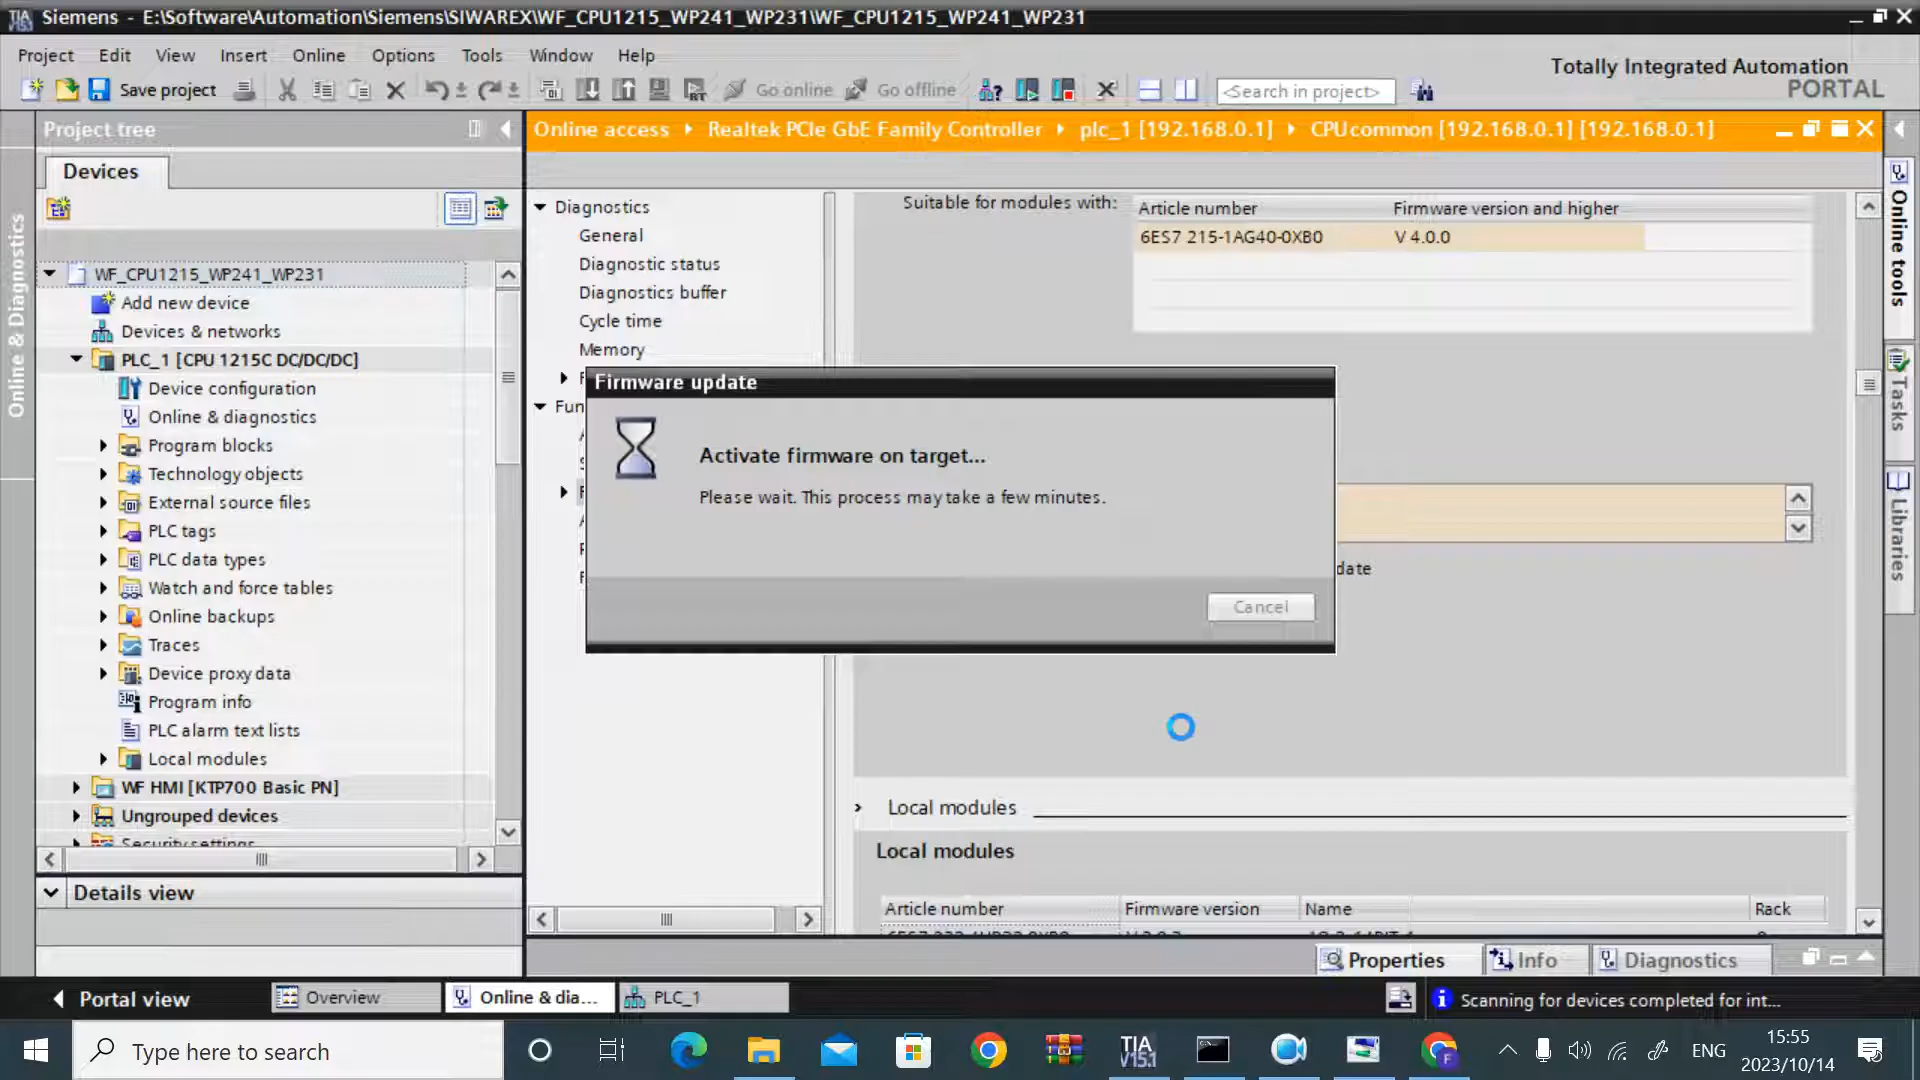 Siemens - E:\Software\Automation\Siemens\SIWAREX\WF_CPU1215_WP241_WP231\WF_CPU1215_WP241_WP231
Project Edit View Insert Online Options Tools Window Help
Totally Integrated Automation
PORTAL
Save project
Go online
Go offline
<Search in project>
Project tree
Devices
Online & Diagnostics
WF_CPU1215_WP241_WP231
Add new device
Devices & networks
PLC_1 [CPU 1215C DC/DC/DC]
Device configuration
Online & diagnostics
Program blocks
Technology objects
External source files
PLC tags
PLC data types
Watch and force tables
Online backups
Traces
Device proxy data
Program info
PLC alarm text lists
Local modules
WF HMI [KTP700 Basic PN]
Ungrouped devices
Security settings
Details view
Online access Realtek PCIe GbE Family Controller plc_1 [192.168.0.1] CPUcommon [192.168.0.1] [192.168.0.1]
Diagnostics
General
Diagnostic status
Diagnostics buffer
Cycle time
Memory
Fun
Suitable for modules with:
Article number Firmware version and higher
6ES7 215-1AG40-0XB0 V 4.0.0
Firmware update
Activate firmware on target...
Please wait. This process may take a few minutes.
Cancel
date
Local modules
Local modules
Article number Firmware version Name Rack
Properties Info Diagnostics
Online tools
Tasks
Libraries
Portal view Overview Online & dia... PLC_1
Scanning for devices completed for int...
Type here to search
TIA
V15.1
F
ENG
15:55
2023/10/14